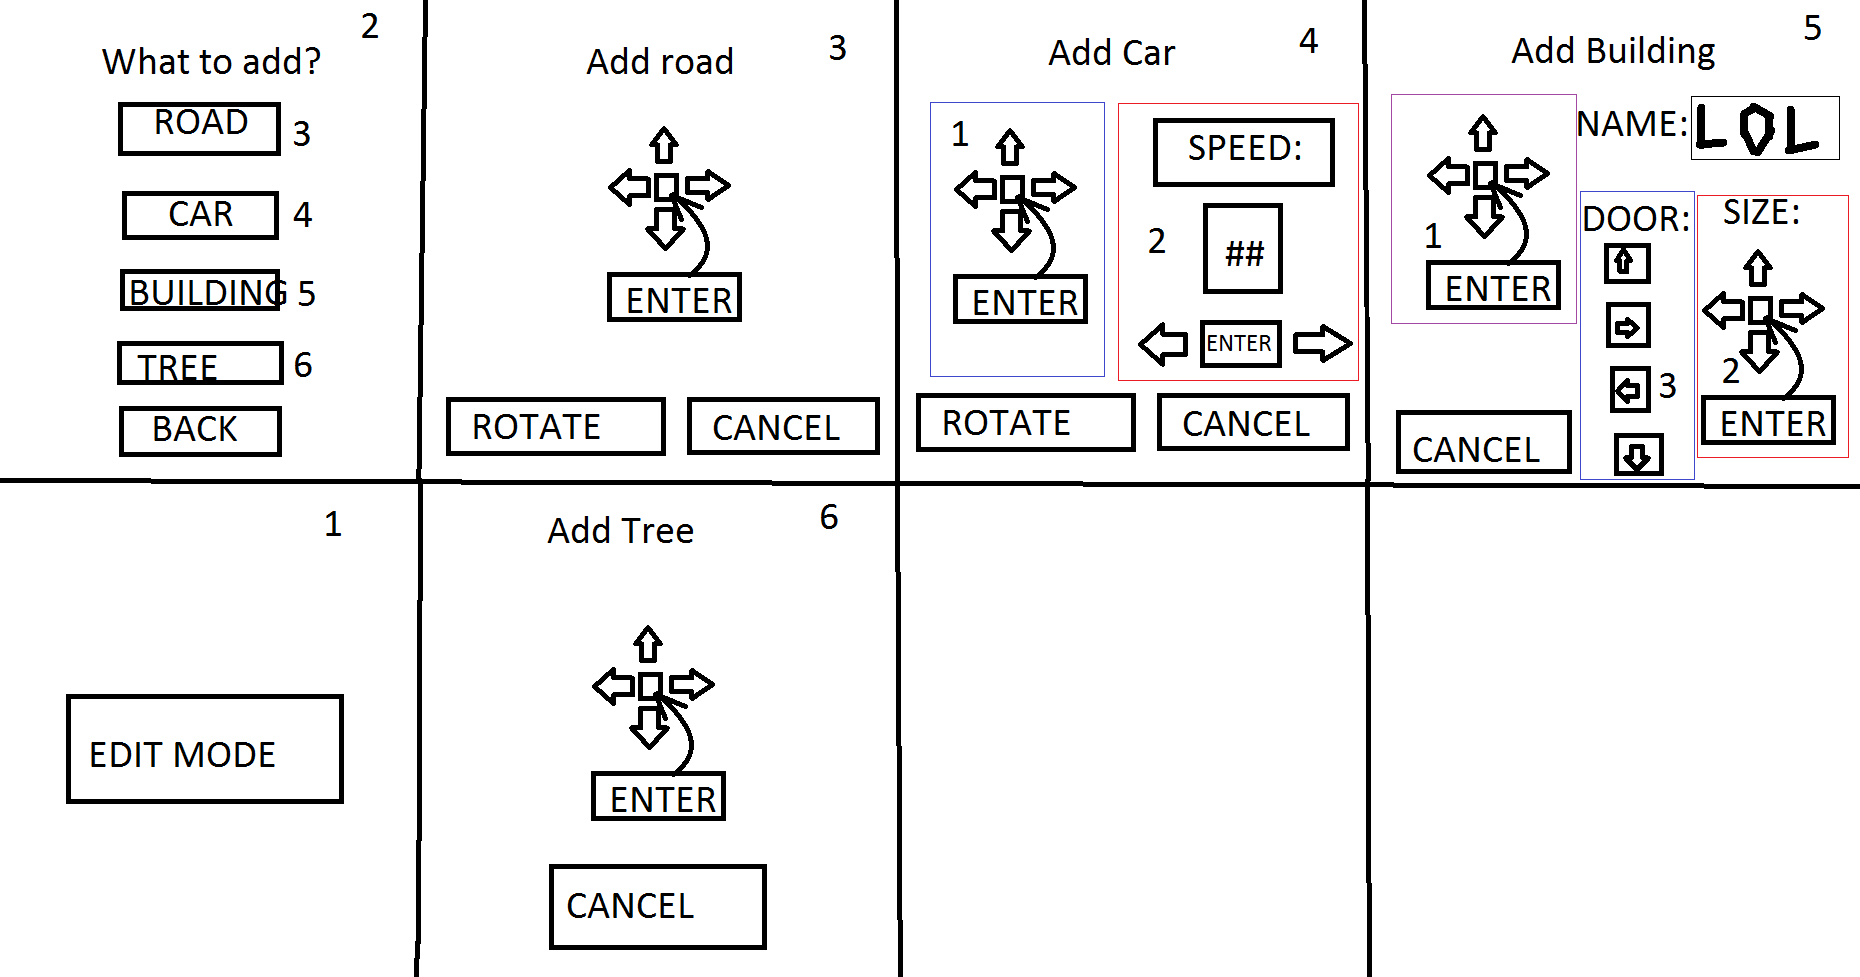 2
What to add?
ROAD 3
CAR 4
BUILDING 5
TREE 6
BACK
3
Add road
ENTER
ROTATE CANCEL
4
Add Car
1
ENTER
SPEED:
2
##
ENTER
ROTATE CANCEL
5
Add Building
NAME: LOL
1
ENTER
DOOR:
3
SIZE:
2
ENTER
CANCEL
1
EDIT MODE
6
Add Tree
ENTER
CANCEL